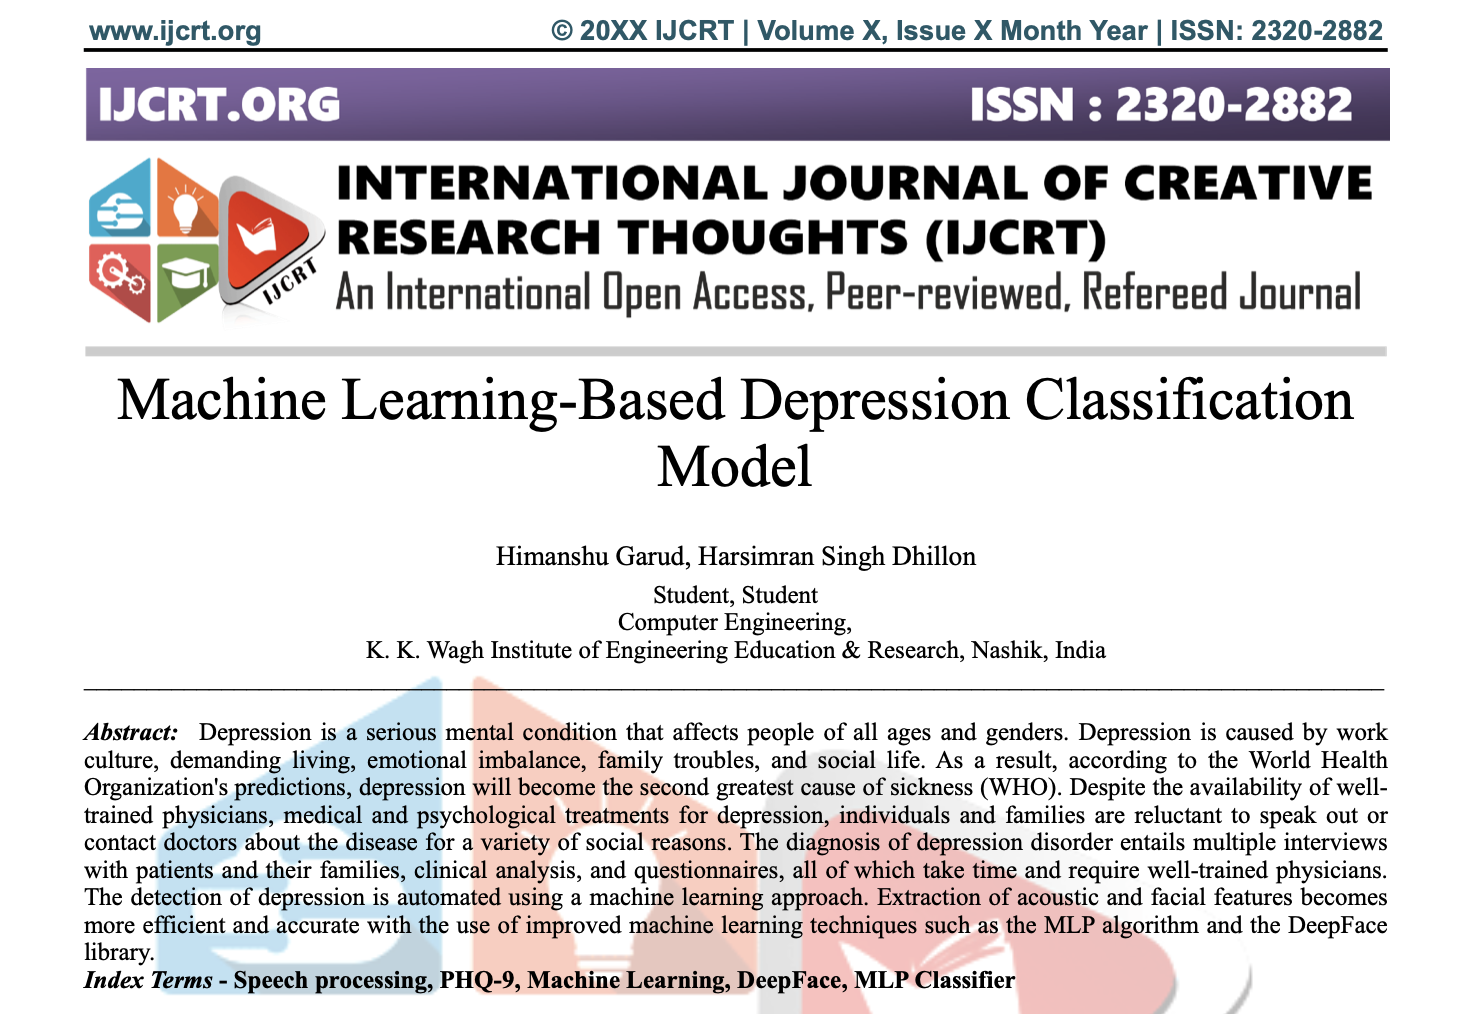 www.ijcrt.org © 20XX IJCRT | Volume X, Issue X Month Year | ISSN: 2320-2882
IJCRT.ORG ISSN : 2320-2882
IJCRT
INTERNATIONAL JOURNAL OF CREATIVE
RESEARCH THOUGHTS (IJCRT)
An International Open Access, Peer-reviewed, Refereed Journal
Machine Learning-Based Depression Classification
Model
Himanshu Garud, Harsimran Singh Dhillon
Student, Student
Computer Engineering,
K. K. Wagh Institute of Engineering Education & Research, Nashik, India
Abstract: Depression is a serious mental condition that affects people of all ages and genders. Depression is caused by work
culture, demanding living, emotional imbalance, family troubles, and social life. As a result, according to the World Health
Organization's predictions, depression will become the second greatest cause of sickness (WHO). Despite the availability of well-
trained physicians, medical and psychological treatments for depression, individuals and families are reluctant to speak out or
contact doctors about the disease for a variety of social reasons. The diagnosis of depression disorder entails multiple interviews
with patients and their families, clinical analysis, and questionnaires, all of which take time and require well-trained physicians.
The detection of depression is automated using a machine learning approach. Extraction of acoustic and facial features becomes
more efficient and accurate with the use of improved machine learning techniques such as the MLP algorithm and the DeepFace
library.
Index Terms - Speech processing, PHQ-9, Machine Learning, DeepFace, MLP Classifier